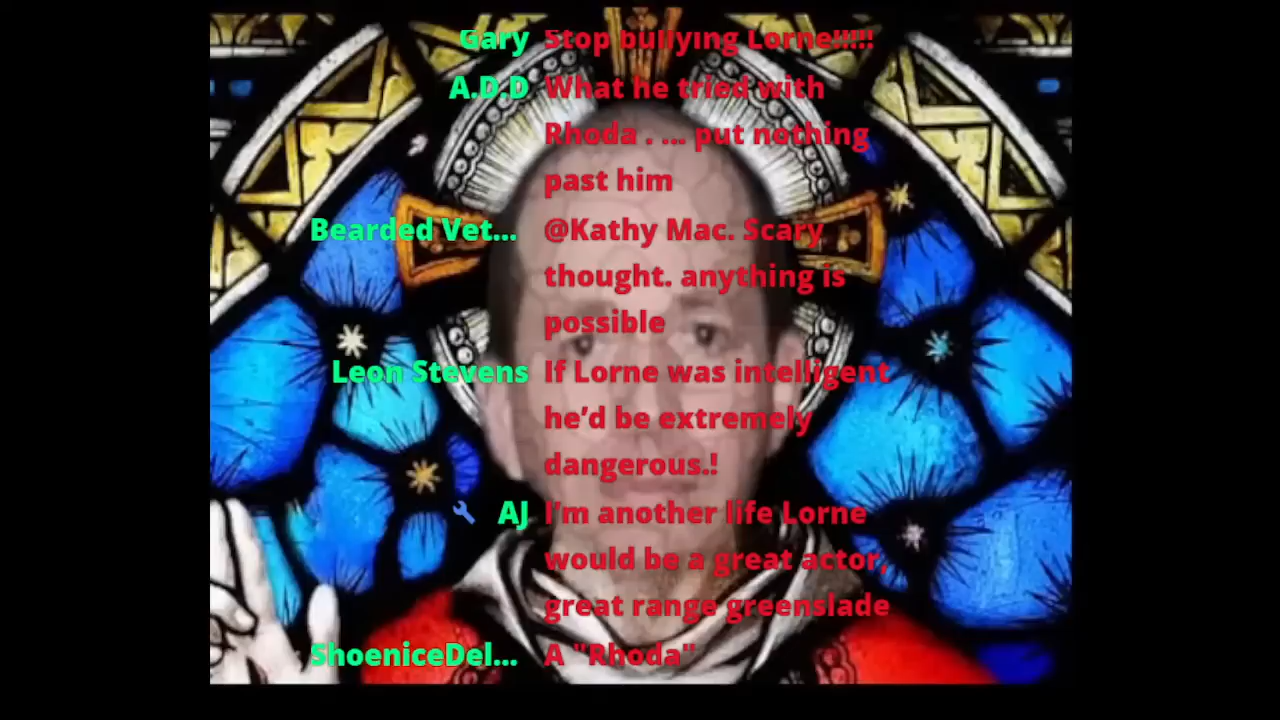 Gary Stop bullying Lorne!!!!!
A.D.D What he tried with
Rhoda . ... put nothing
past him
Bearded Vet... @Kathy Mac. Scary
thought. anything is
possible
Leon Stevens If Lorne was intelligent
he’d be extremely
dangerous.!
AJ I’m another life Lorne
would be a great actor,
great range greenslade
ShoeniceDel... A "Rhoda"